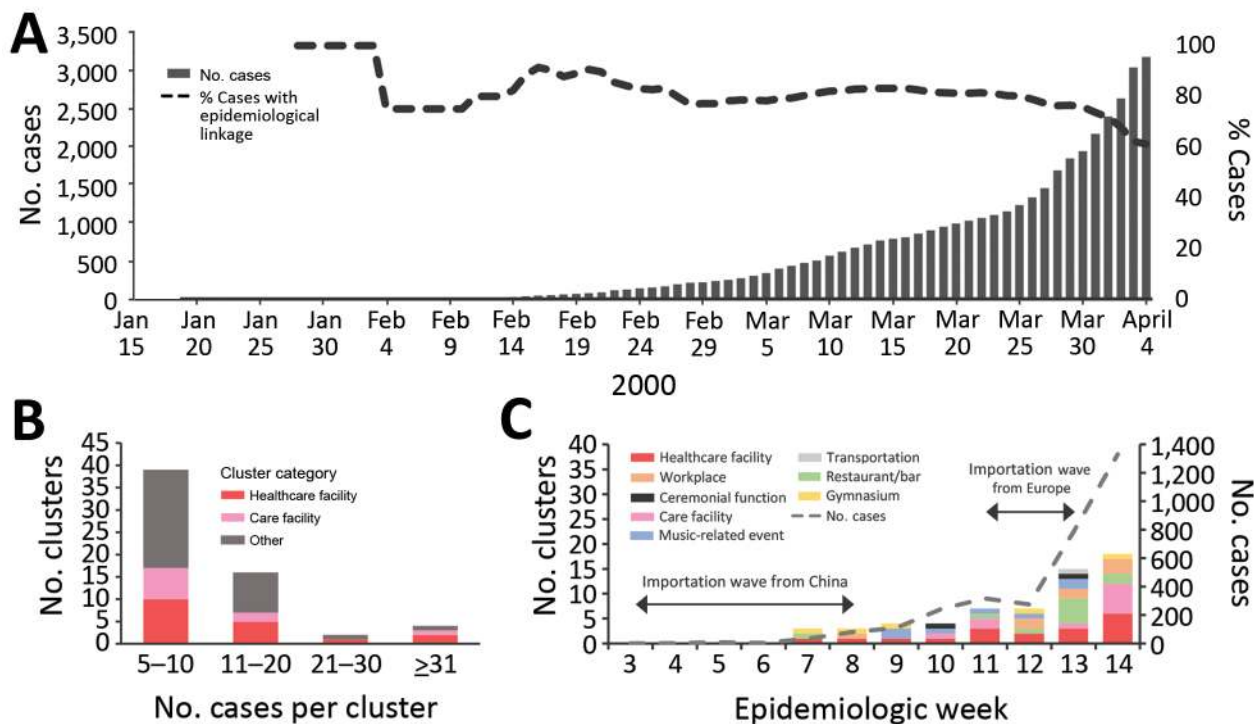 A
3,500
3,000
2,500
2,000
1,500
1,000
500
0
No. cases
No. cases
% Cases with
epidemiological
linkage
100
80
60
40
20
0
% Cases
Jan Jan Jan Jan Feb Feb Feb Feb Feb Feb Mar Mar Mar Mar Mar Mar April
15 20 25 30 4 9 14 19 24 29 5 10 15 20 25 30 4
2000
B
45
40
35
30
25
20
15
10
5
0
No. clusters
Cluster category
Healthcare facility
Care facility
Other
5–10 11–20 21–30 ≥31
No. cases per cluster
C
40
35
30
25
20
15
10
5
0
No. clusters
Healthcare facility
Workplace
Ceremonial function
Care facility
Music-related event
Transportation
Restaurant/bar
Gymnasium
No. cases
Importation wave
from Europe
Importation wave from China
1,400
1,200
1,000
800
600
400
200
0
No. cases
3 4 5 6 7 8 9 10 11 12 13 14
Epidemiologic week